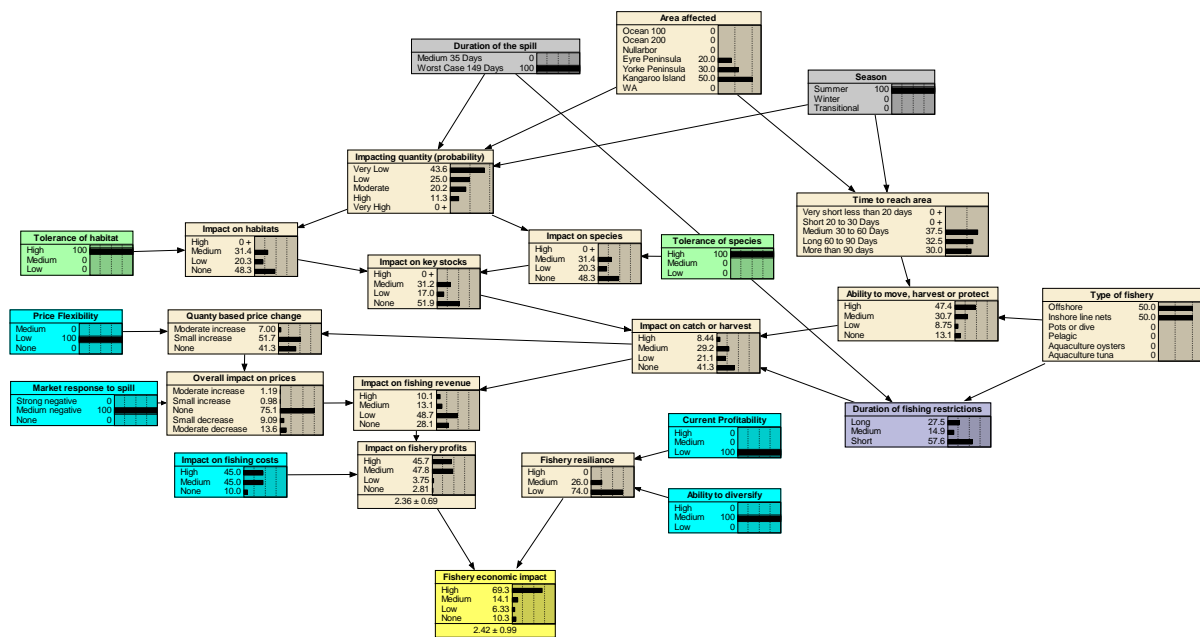 Area affected
Ocean 100 0
Ocean 200 0
Nullarbor 0
Eyre Peninsula 20.0
Yorke Peninsula 30.0
Kangaroo Island 50.0
WA 0
Duration of the spill
Medium 35 Days 0
Worst Case 149 Days 100
Season
Summer 100
Winter 0
Transitional 0
Impacting quantity (probability)
Very Low 43.6
Low 25.0
Moderate 20.2
High 11.3
Very High 0 +
Time to reach area
Very short less than 20 days 0 +
Short 20 to 30 Days 0 +
Medium 30 to 60 Days 37.5
Long 60 to 90 Days 32.5
More than 90 days 30.0
Tolerance of habitat
High 100
Medium 0
Low 0
Impact on habitats
High 0 +
Medium 31.4
Low 20.3
None 48.3
Impact on species
High 0 +
Medium 31.4
Low 20.3
None 48.3
Tolerance of species
High 100
Medium 0
Low 0
Impact on key stocks
High 0 +
Medium 31.2
Low 17.0
None 51.9
Ability to move, harvest or protect
High 47.4
Medium 30.7
Low 8.75
None 13.1
Type of fishery
Offshore 50.0
Inshore line nets 50.0
Pots or dive 0
Pelagic 0
Aquaculture oysters 0
Aquaculture tuna 0
Price Flexibility
Medium 0
Low 100
None 0
Quanty based price change
Moderate increase 7.00
Small increase 51.7
None 41.3
Impact on catch or harvest
High 8.44
Medium 29.2
Low 21.1
None 41.3
Market response to spill
Strong negative 0
Medium negative 100
None 0
Overall impact on prices
Moderate increase 1.19
Small increase 0.98
None 75.1
Small decrease 9.09
Moderate decrease 13.6
Impact on fishing revenue
High 10.1
Medium 13.1
Low 48.7
None 28.1
Duration of fishing restrictions
Long 27.5
Medium 14.9
Short 57.6
Current Profitability
High 0
Medium 0
Low 100
Impact on fishing costs
High 45.0
Medium 45.0
None 10.0
Impact on fishery profits
High 45.7
Medium 47.8
Low 3.75
None 2.81
2.36 ± 0.69
Fishery resiliance
High 0
Medium 26.0
Low 74.0
Ability to diversify
High 0
Medium 100
Low 0
Fishery economic impact
High 69.3
Medium 14.1
Low 6.33
None 10.3
2.42 ± 0.99